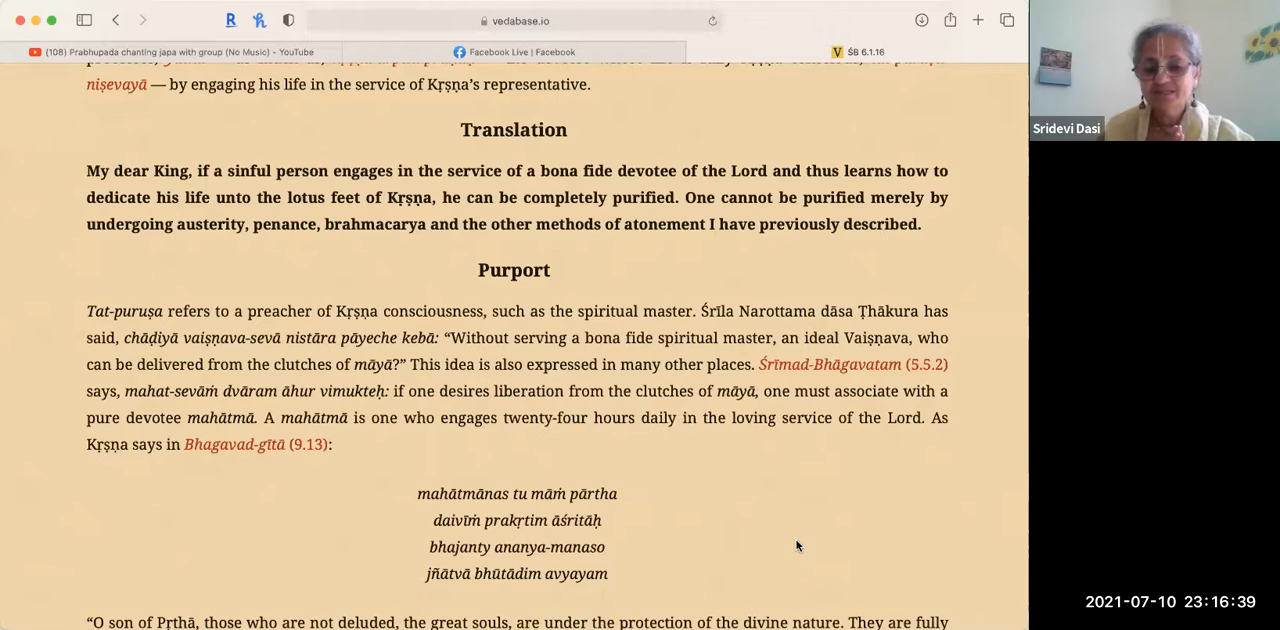 vedabase.io
(108) Prabhupada chanting japa with group (No Music) - YouTube
Facebook Live | Facebook
ŚB 6.1.16
niṣevayā — by engaging his life in the service of Kṛṣṇa’s representative.
Translation
My dear King, if a sinful person engages in the service of a bona fide devotee of the Lord and thus learns how to
dedicate his life unto the lotus feet of Kṛṣṇa, he can be completely purified. One cannot be purified merely by
undergoing austerity, penance, brahmacarya and the other methods of atonement I have previously described.
Purport
Tat-puruṣa refers to a preacher of Kṛṣṇa consciousness, such as the spiritual master. Śrīla Narottama dāsa Ṭhākura has
said, chāḍiyā vaiṣṇava-sevā nistāra pāyeche kebā: “Without serving a bona fide spiritual master, an ideal Vaiṣṇava, who
can be delivered from the clutches of māyā?” This idea is also expressed in many other places. Śrīmad-Bhāgavatam (5.5.2)
says, mahat-sevāṁ dvāram āhur vimukteḥ: if one desires liberation from the clutches of māyā, one must associate with a
pure devotee mahātmā. A mahātmā is one who engages twenty-four hours daily in the loving service of the Lord. As
Kṛṣṇa says in Bhagavad-gītā (9.13):
mahātmānas tu māṁ pārtha
daivīṁ prakṛtim āśritāḥ
bhajanty ananya-manaso
jñātvā bhūtādim avyayam
“O son of Pṛthā, those who are not deluded, the great souls, are under the protection of the divine nature. They are fully
Sridevi Dasi
2021-07-10 23:16:39